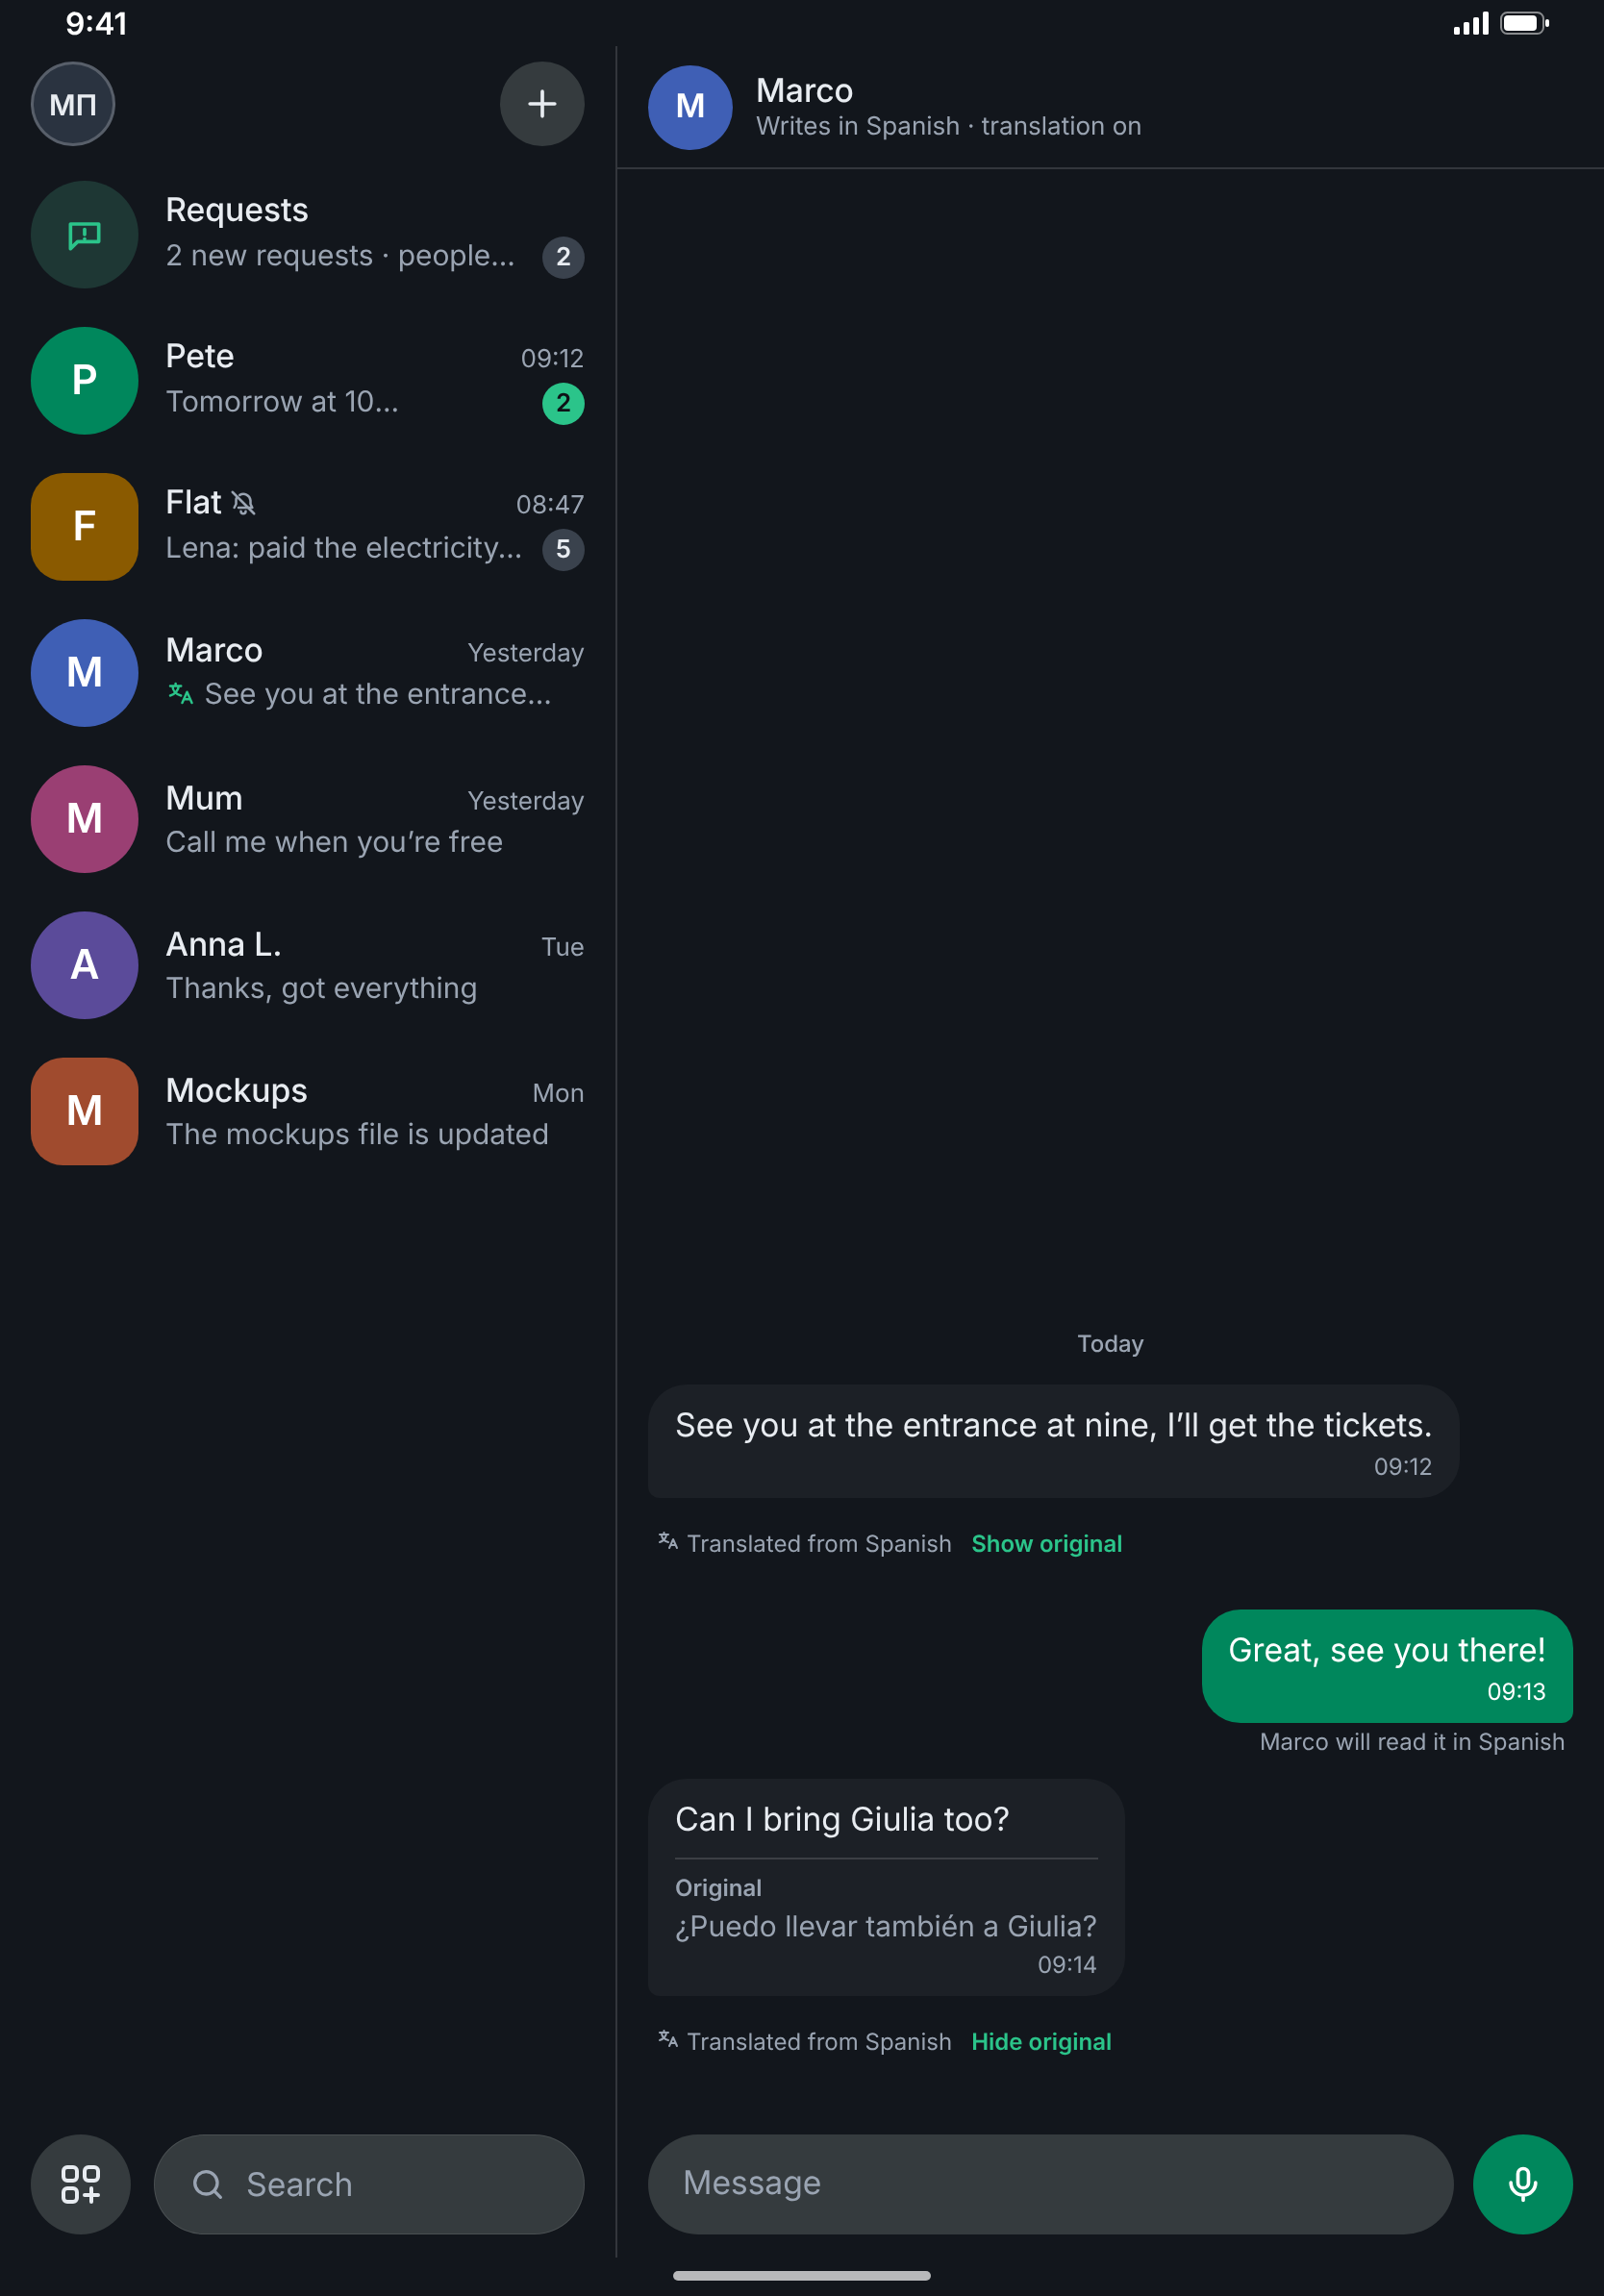 9:41
МП
Requests
2 new requests · people...
2
Pete
09:12
Tomorrow at 10...
2
F
Flat
08:47
Lena: paid the electricity...
5
P
M
Marco
Yesterday
See you at the entrance...
M
Mum
Yesterday
Call me when you’re free
A
Anna L.
Tue
Thanks, got everything
M
Mockups
Mon
The mockups file is updated
Search
M
Marco
Writes in Spanish · translation on
Today
See you at the entrance at nine, I’ll get the tickets.
09:12
Translated from Spanish Show original
Great, see you there!
09:13
Marco will read it in Spanish
Can I bring Giulia too?
Original
¿Puedo llevar también a Giulia?
09:14
Translated from Spanish Hide original
Message